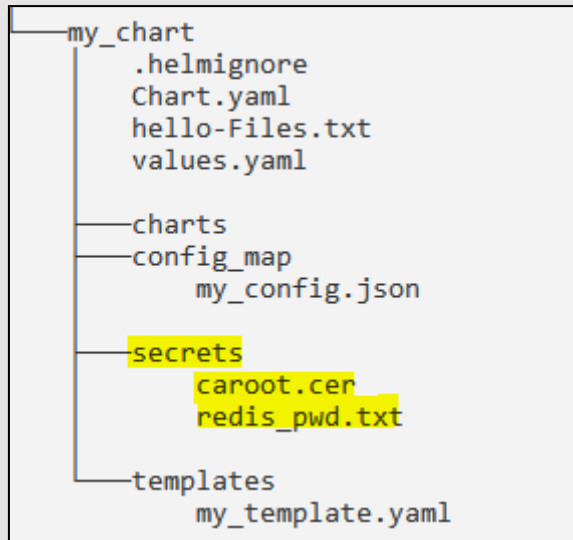 my_chart
.helmignore
Chart.yaml
hello-Files.txt
values.yaml
charts
config_map
my_config.json
secrets
caroot.cer
redis_pwd.txt
templates
my_template.yaml